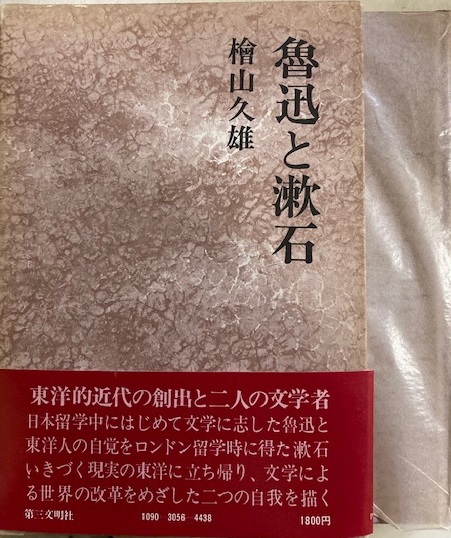 魯迅と漱石
檜山久雄
東洋的近代の創出と二人の文学者
日本留学中にはじめて文学に志した魯迅と
東洋人の自覚をロンドン留学時に得た漱石
いきづく現実の東洋に立ち帰り、文学によ
る世界の改革をめざした二つの自我を描く
第三文明社 1090-3056-4438 1800円